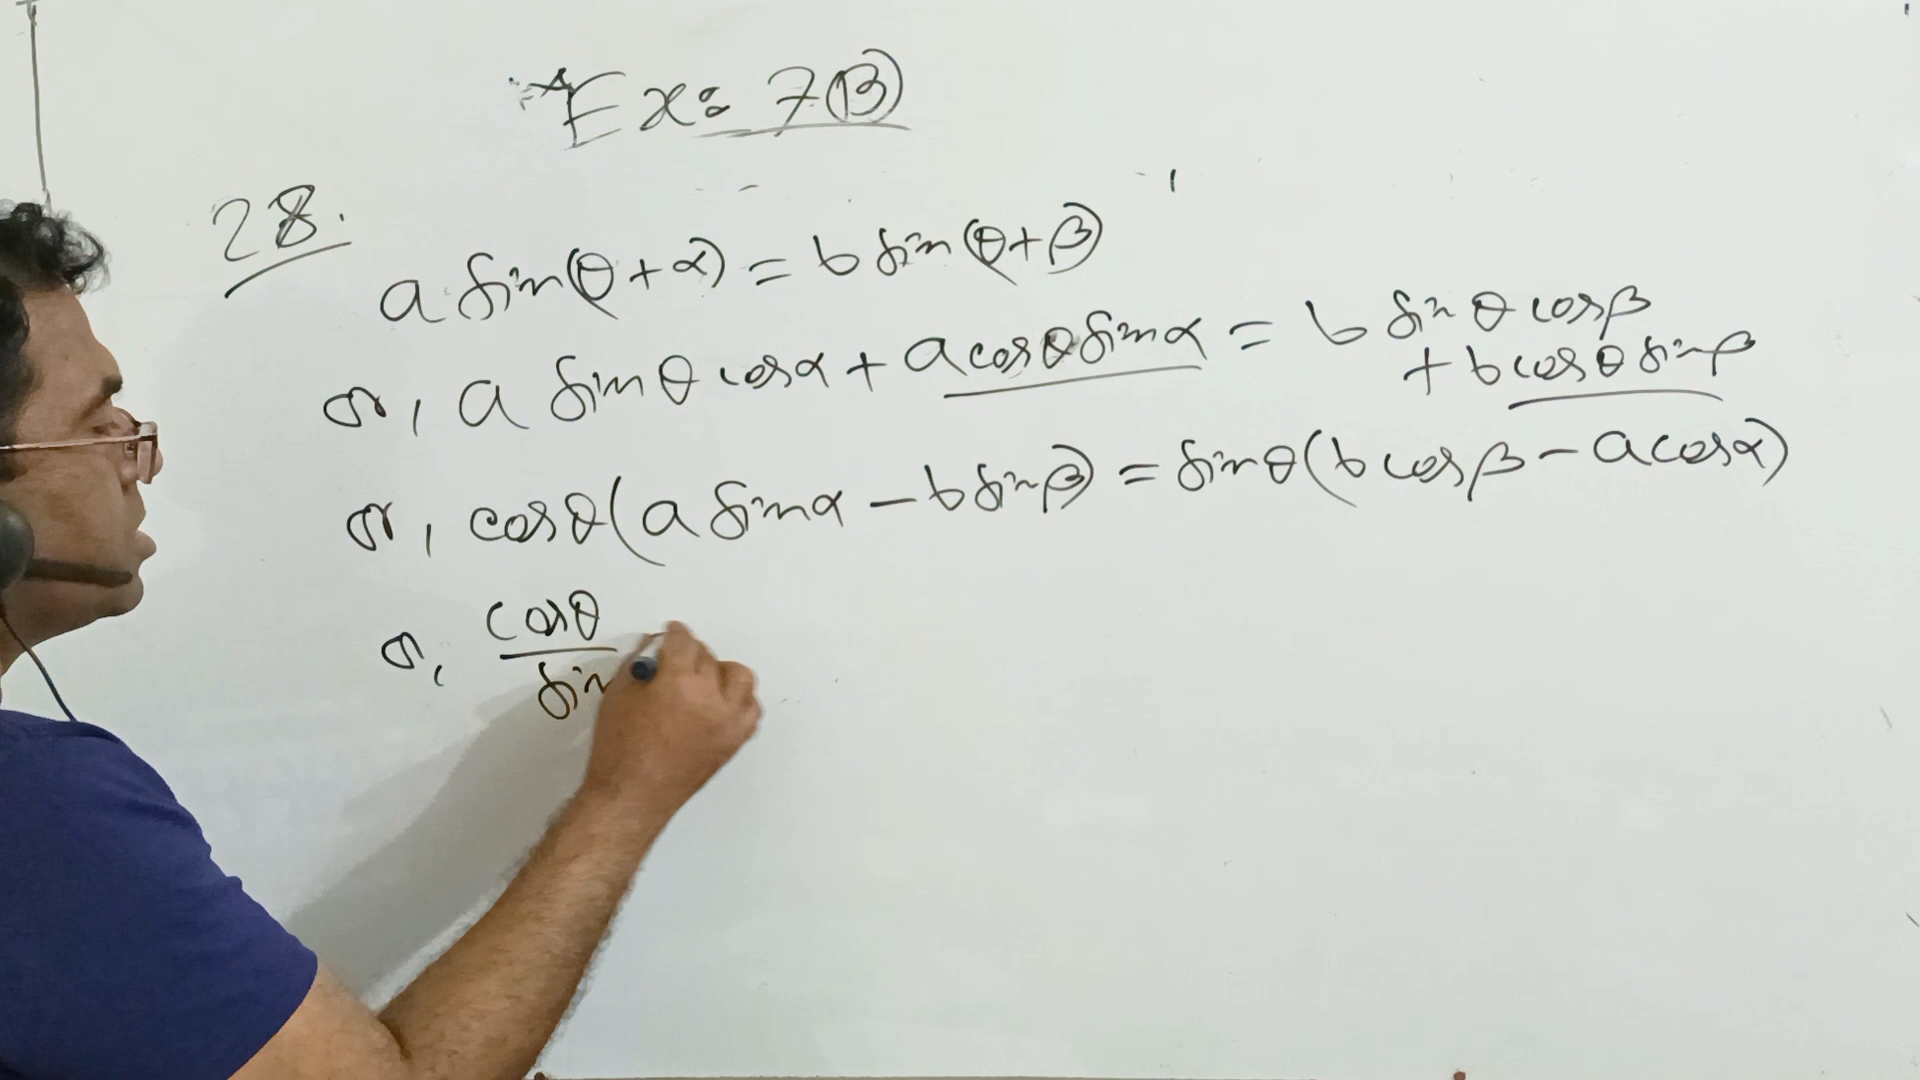 Ex: 7(B)
28.
a sin(θ+α) = b sin(θ+β)
or, a sinθ cosα + a cosθ sinα = b sinθ cosβ
+ b cosθ sinβ
or, cosθ(a sinα - b sinβ) = sinθ(b cosβ - a cosα)
or, cosθ
sin